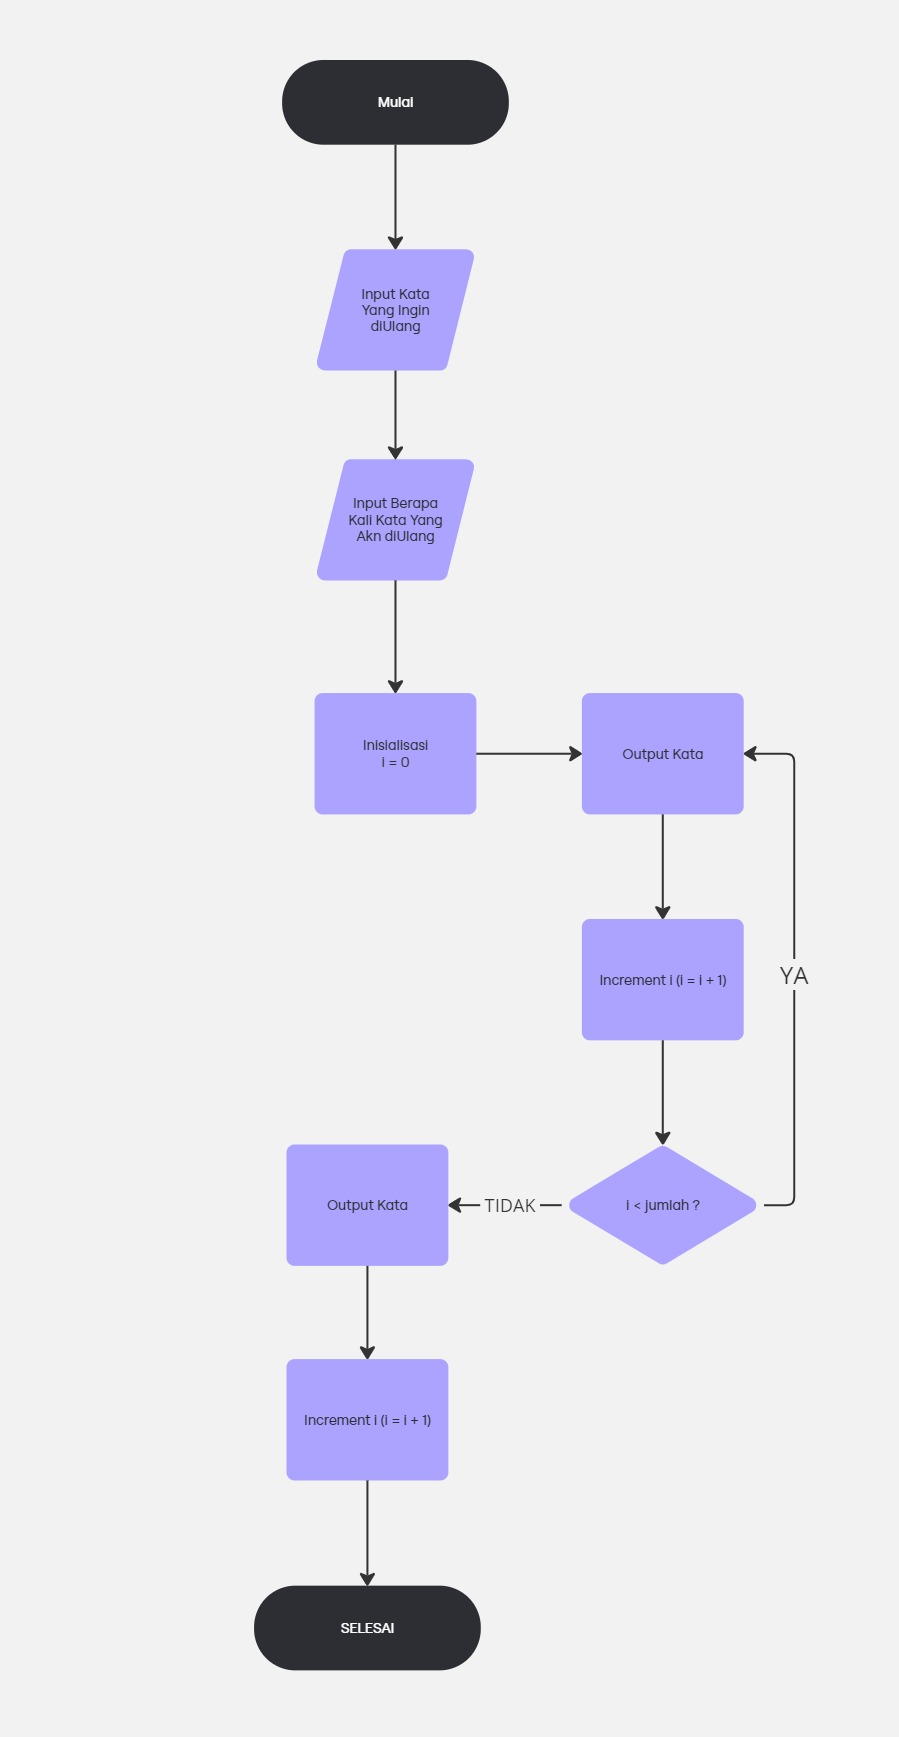 Mulai
Input Kata
Yang Ingin
diUlang
Input Berapa
Kali Kata Yang
Akn diUlang
Inisialisasi
i = 0
Output Kata
Increment i (i = i + 1)
YA
i < jumlah ?
TIDAK
Output Kata
Increment i (i = i + 1)
SELESAI